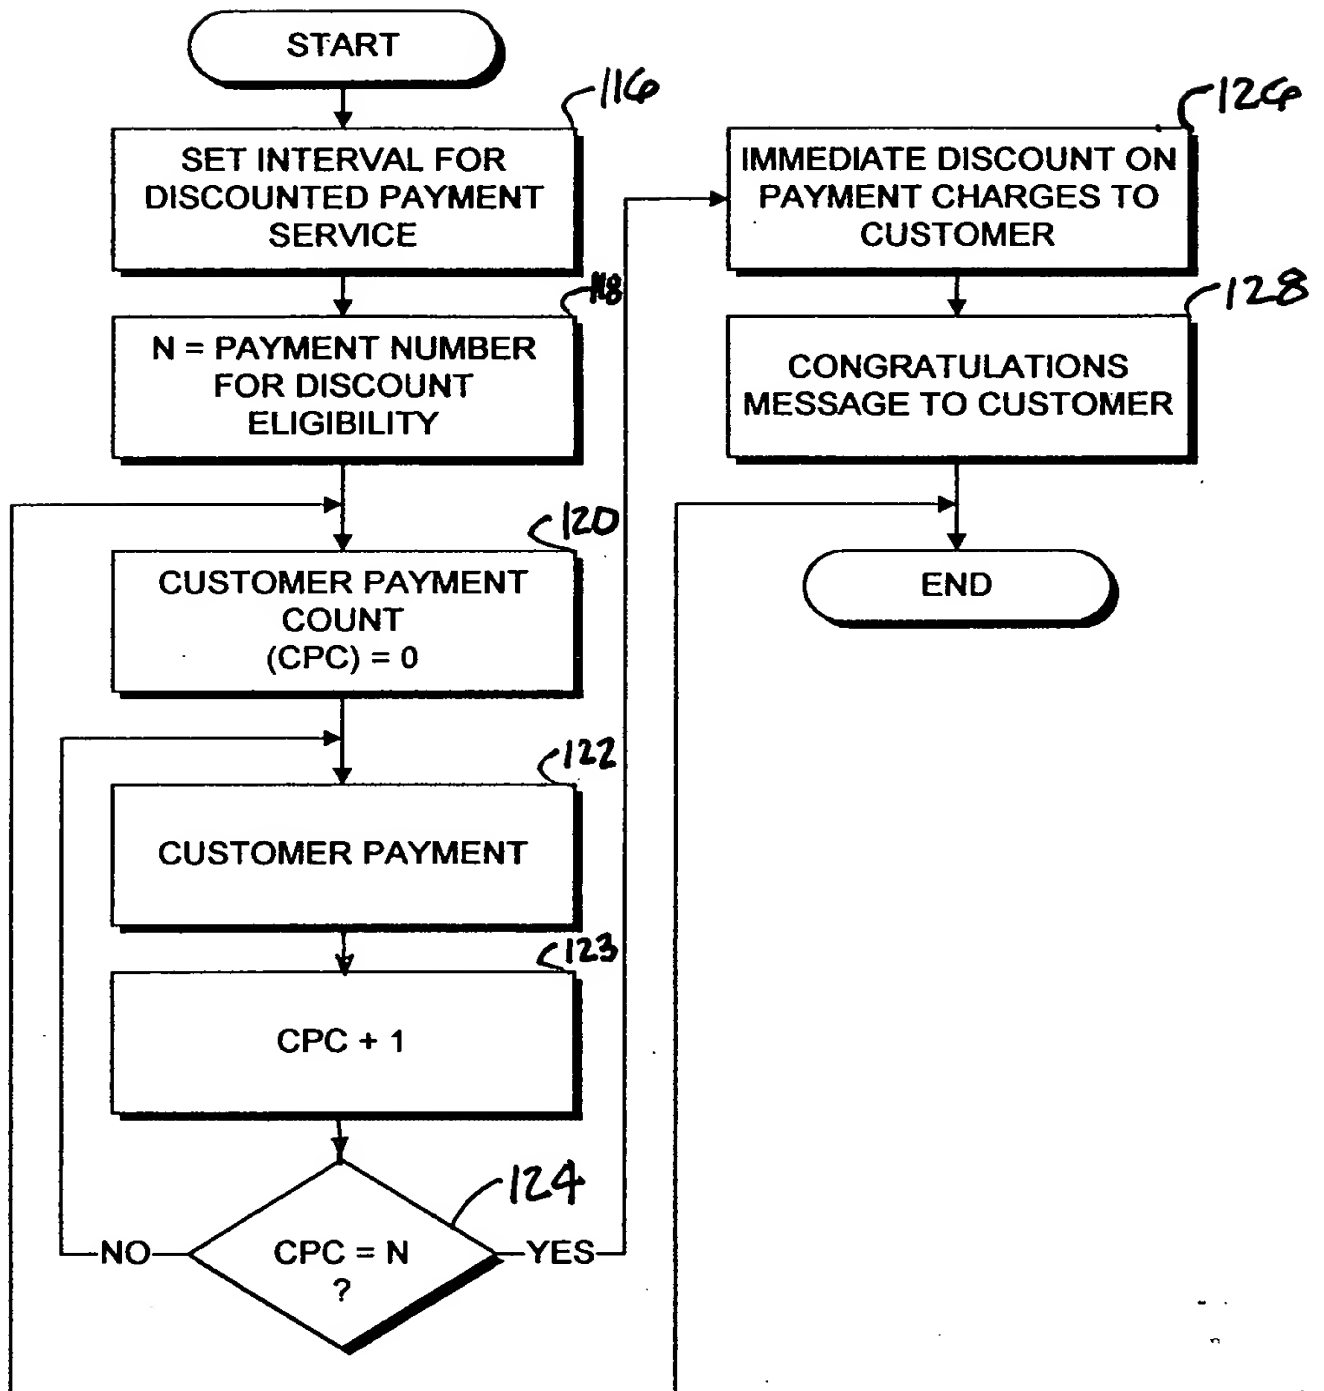 START
116
SET INTERVAL FOR
DISCOUNTED PAYMENT
SERVICE
118
N = PAYMENT NUMBER
FOR DISCOUNT
ELIGIBILITY
120
CUSTOMER PAYMENT
COUNT
(CPC) = 0
122
CUSTOMER PAYMENT
123
CPC + 1
124
CPC = N
?
NO
YES
126
IMMEDIATE DISCOUNT ON
PAYMENT CHARGES TO
CUSTOMER
128
CONGRATULATIONS
MESSAGE TO CUSTOMER
END